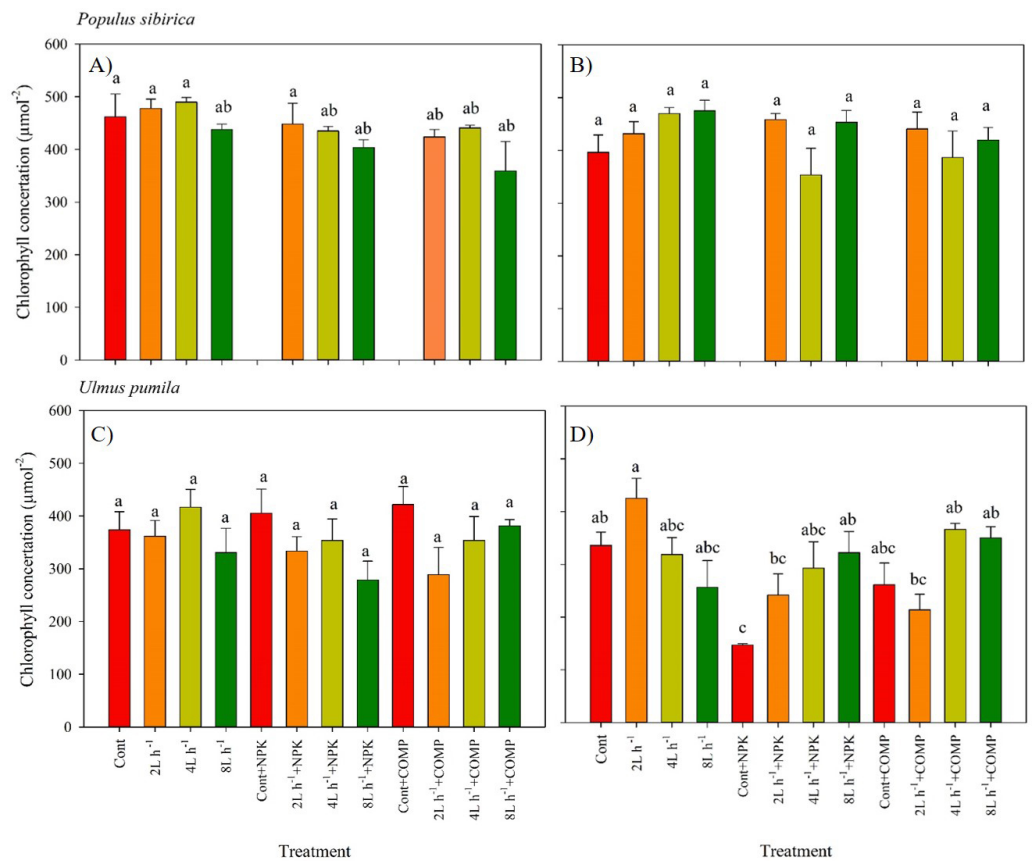 Populus sibirica
A)
B)
Chlorophyll concertation (µmol⁻²)
600
500
400
300
200
100
0
a a a ab a ab ab ab ab ab
a a a a a a a a a a
Ulmus pumila
C)
D)
Chlorophyll concertation (µmol⁻²)
600
500
400
300
200
100
0
a a a a a a a a a a a a
ab a abc abc c bc abc ab abc bc ab ab
Cont
2L h⁻¹
4L h⁻¹
8L h⁻¹
Cont+NPK
2L h⁻¹+NPK
4L h⁻¹+NPK
8L h⁻¹+NPK
Cont+COMP
2L h⁻¹+COMP
4L h⁻¹+COMP
8L h⁻¹+COMP
Cont
2L h⁻¹
4L h⁻¹
8L h⁻¹
Cont+NPK
2L h⁻¹+NPK
4L h⁻¹+NPK
8L h⁻¹+NPK
Cont+COMP
2L h⁻¹+COMP
4L h⁻¹+COMP
8L h⁻¹+COMP
Treatment
Treatment